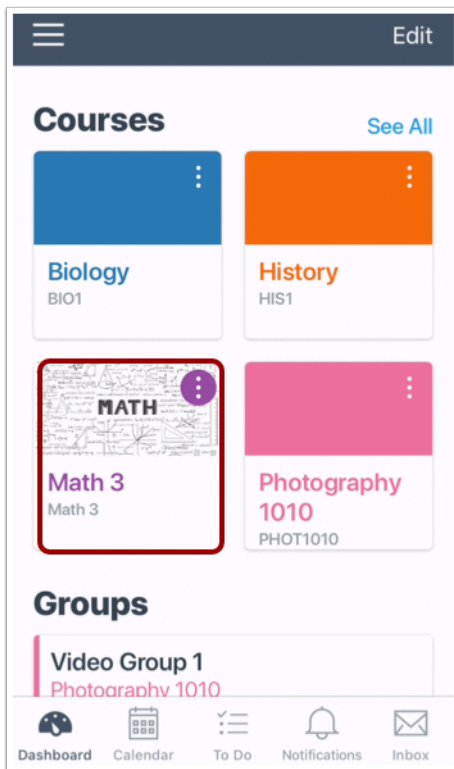 Edit
Courses
See All
Biology
BIO1
History
HIS1
MATH
Math 3
Math 3
Photography
1010
PHOT1010
Groups
Video Group 1
Photography 1010
Dashboard
Calendar
To Do
Notifications
Inbox